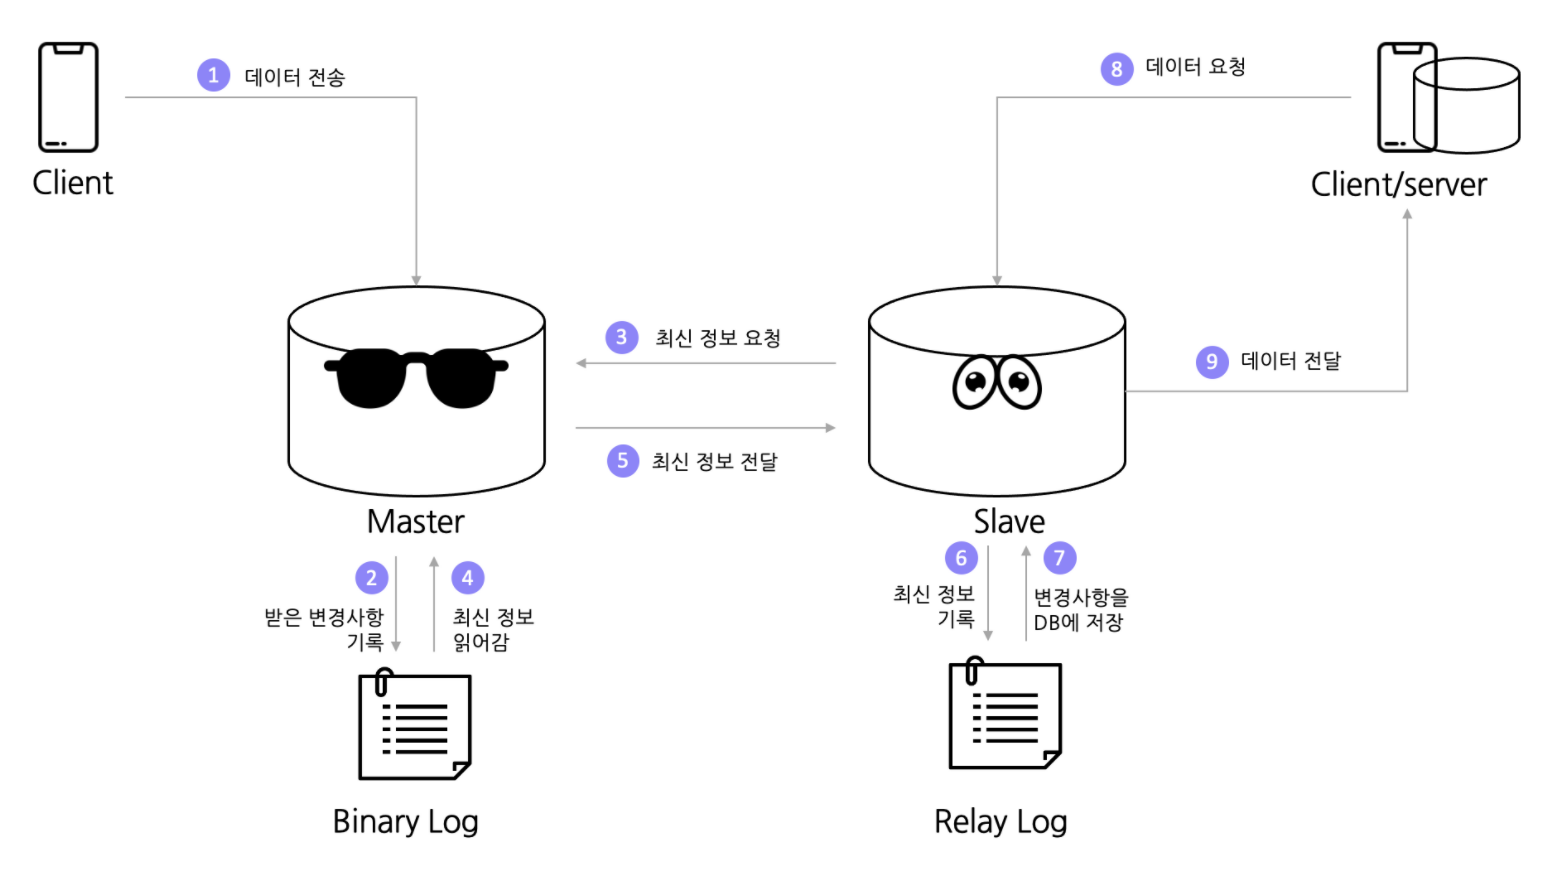 1 데이터 전송
Client
8 데이터 요청
Client/server
3 최신 정보 요청
5 최신 정보 전달
9 데이터 전달
Master
Slave
2
받은 변경사항
기록
4
최신 정보
읽어감
6
최신 정보
기록
7
변경사항을
DB에 저장
Binary Log
Relay Log